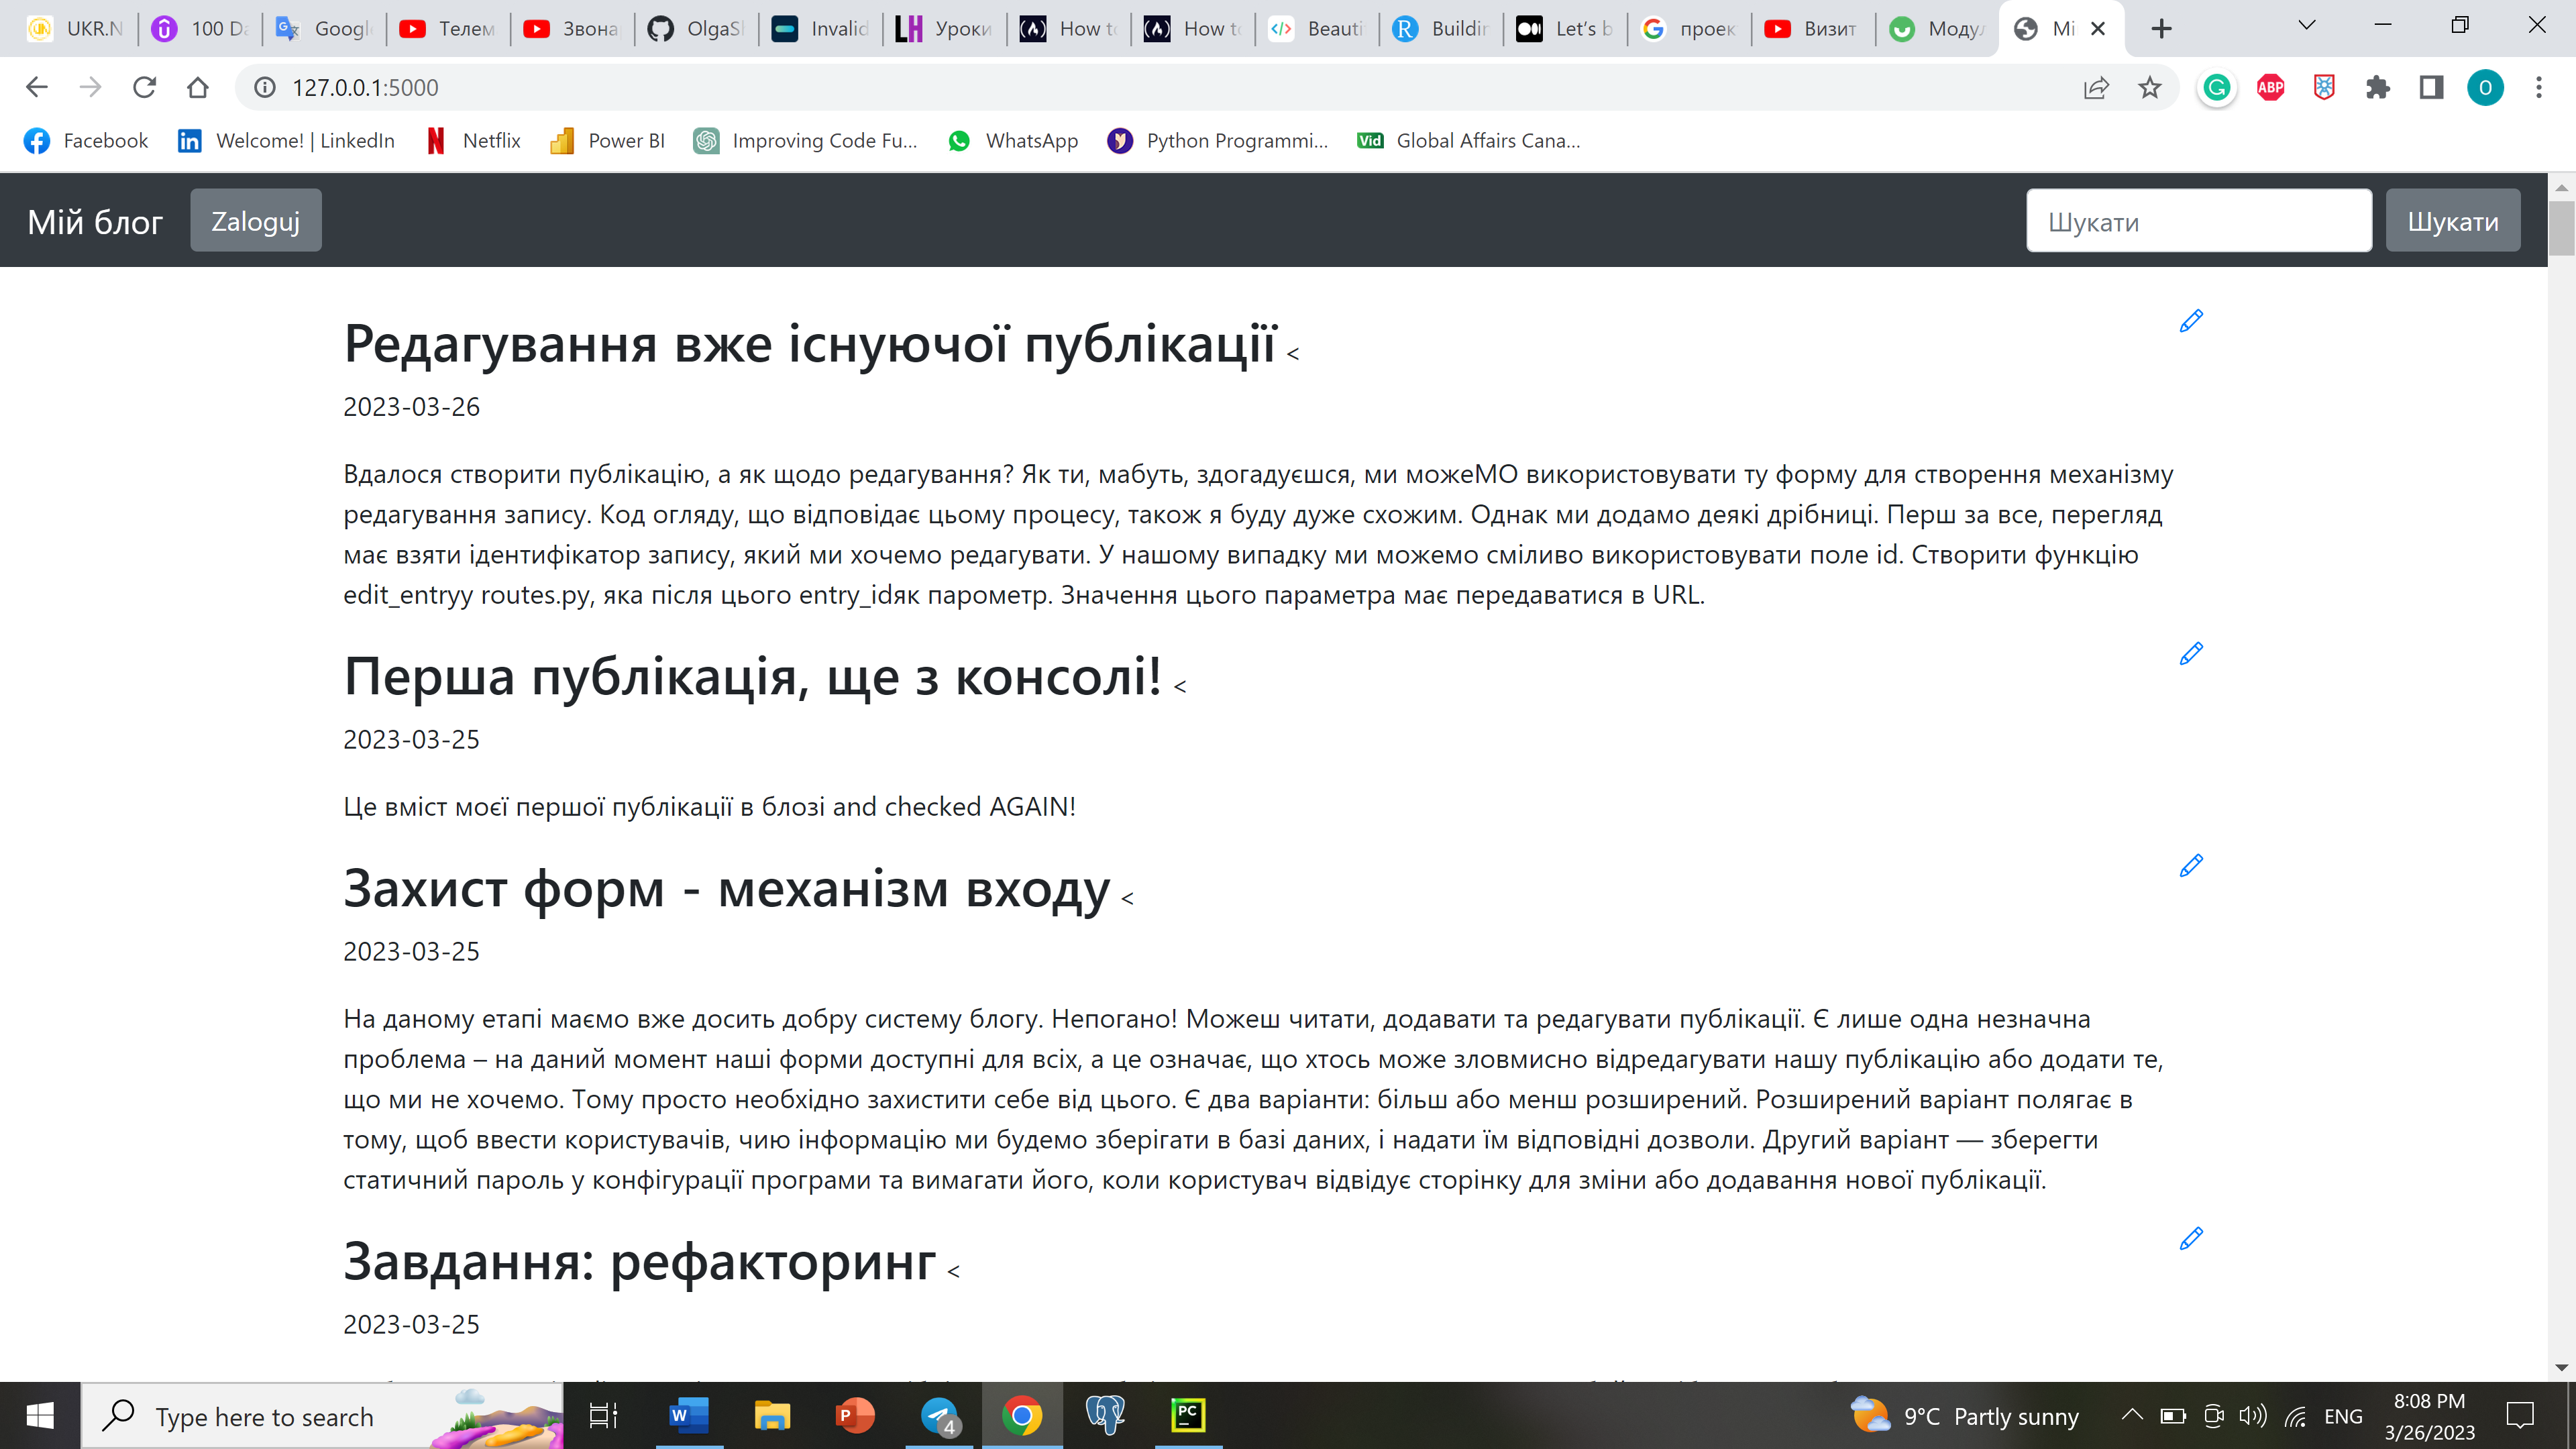 UKR.N
100 Da
Google
Телем
Звона
OlgaSh
Invalid
Уроки
How to
How to
Beauti
Buildin
Let's b
проек
Визит
Модул
Мі
127.0.0.1:5000
Facebook
Welcome! | LinkedIn
Netflix
Power BI
Improving Code Fu...
WhatsApp
Python Programmi...
Global Affairs Cana...
Мій блог
Zaloguj
Шукати
Шукати
Редагування вже існуючої публікації <
2023-03-26
Вдалося створити публікацію, а як щодо редагування? Як ти, мабуть, здогадуєшся, ми можеМО використовувати ту форму для створення механізму
редагування запису. Код огляду, що відповідає цьому процесу, також я буду дуже схожим. Однак ми додамо деякі дрібниці. Перш за все, перегляд
має взяти ідентифікатор запису, який ми хочемо редагувати. У нашому випадку ми можемо сміливо використовувати поле id. Створити функцію
edit_entryy routes.py, яка після цього entry_idяк парометр. Значення цього параметра має передаватися в URL.
Перша публікація, ще з консолі! <
2023-03-25
Це вміст моєї першої публікації в блозі and checked AGAIN!
Захист форм - механізм входу <
2023-03-25
На даному етапі маємо вже досить добру систему блогу. Непогано! Можеш читати, додавати та редагувати публікації. Є лише одна незначна
проблема – на даний момент наші форми доступні для всіх, а це означає, що хтось може зловмисно відредагувати нашу публікацію або додати те,
що ми не хочемо. Тому просто необхідно захистити себе від цього. Є два варіанти: більш або менш розширений. Розширений варіант полягає в
тому, щоб ввести користувачів, чию інформацію ми будемо зберігати в базі даних, і надати їм відповідні дозволи. Другий варіант — зберегти
статичний пароль у конфігурації програми та вимагати його, коли користувач відвідує сторінку для зміни або додавання нової публікації.
Завдання: рефакторинг <
2023-03-25
Type here to search
4
9°C Partly sunny
ENG
8:08 PM
3/26/2023